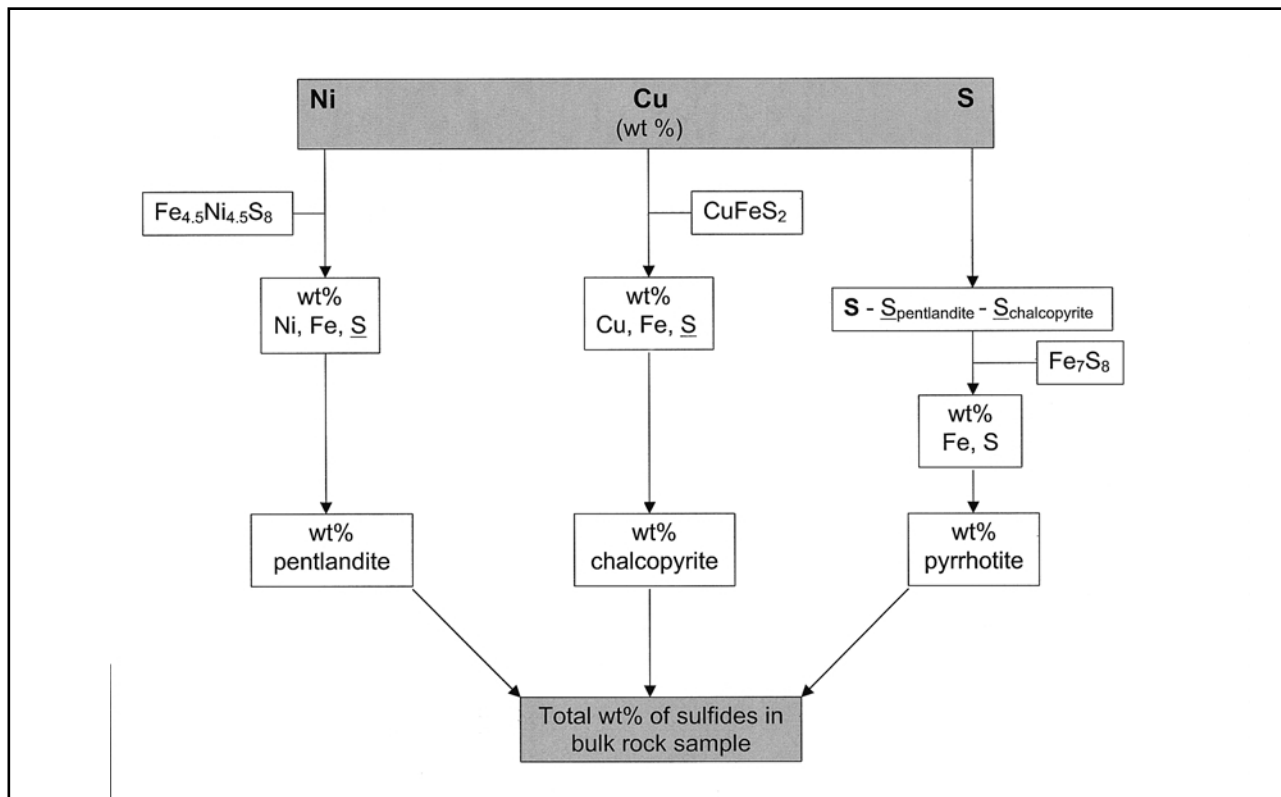 Ni Cu S
(wt %)
Fe4.5Ni4.5S8
CuFeS2
wt%
Ni, Fe, S
wt%
Cu, Fe, S
S - Spentlandite - Schalcopyrite
Fe7S8
wt%
Fe, S
wt%
pentlandite
wt%
chalcopyrite
wt%
pyrrhotite
Total wt% of sulfides in
bulk rock sample